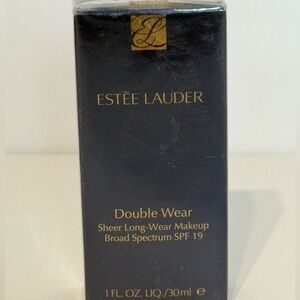 ESTĒE LAUDER
Double Wear
Sheer Long-Wear Makeup
Broad Spectrum SPF 19
1 FL. OZ. LIQ./30ml e